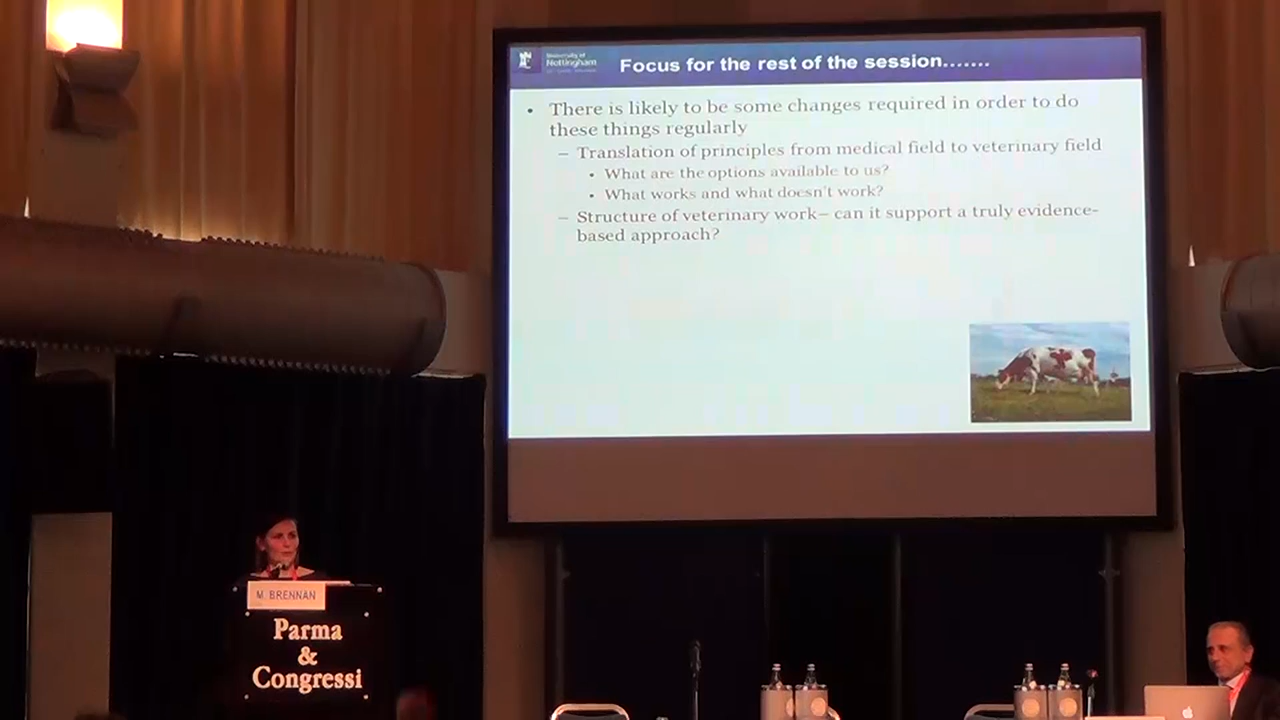 University of
Nottingham
Focus for the rest of the session.......
• There is likely to be some changes required in order to do
these things regularly
– Translation of principles from medical field to veterinary field
• What are the options available to us?
• What works and what doesn't work?
– Structure of veterinary work– can it support a truly evidence-
based approach?
M. BRENNAN
Parma
&
Congressi